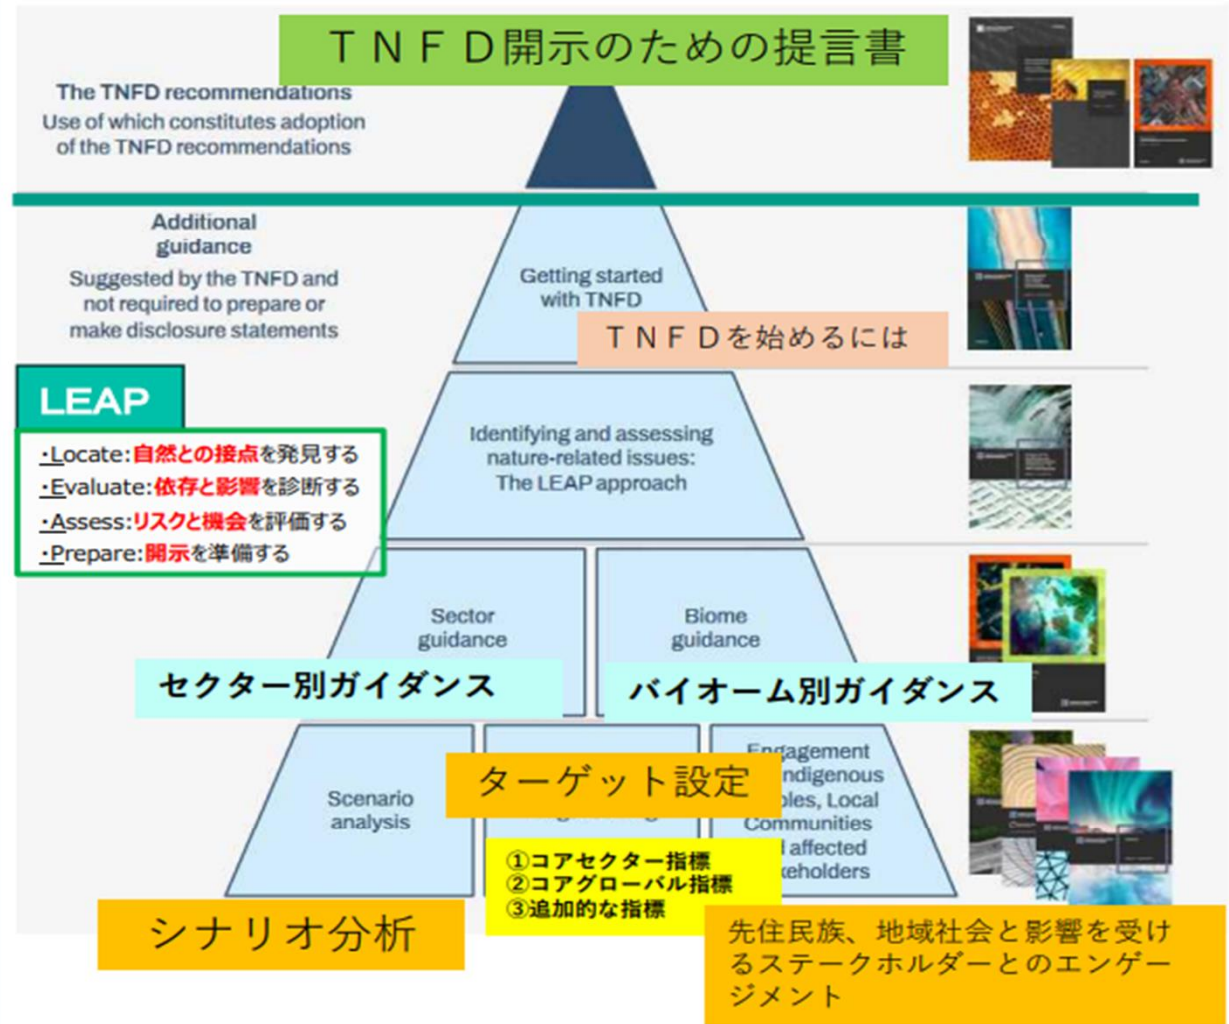 ＴＮＦＤ開示のための提言書
The TNFD recommendations
Use of which constitutes adoption
of the TNFD recommendations
Additional
guidance
Suggested by the TNFD and
not required to prepare or
make disclosure statements
Getting started
with TNFD
ＴＮＦＤを始めるには
LEAP
・Locate:自然との接点を発見する
・Evaluate:依存と影響を診断する
・Assess:リスクと機会を評価する
・Prepare:開示を準備する
Identifying and assessing
nature-related issues:
The LEAP approach
Sector
guidance
Biome
guidance
セクター別ガイダンス
バイオーム別ガイダンス
Scenario
analysis
ターゲット設定
Engagement
Local
Communities
affected
①コアセクター指標
②コアグローバル指標
③追加的な指標
シナリオ分析
先住民族、地域社会と影響を受け
るステークホルダーとのエンゲー
ジメント